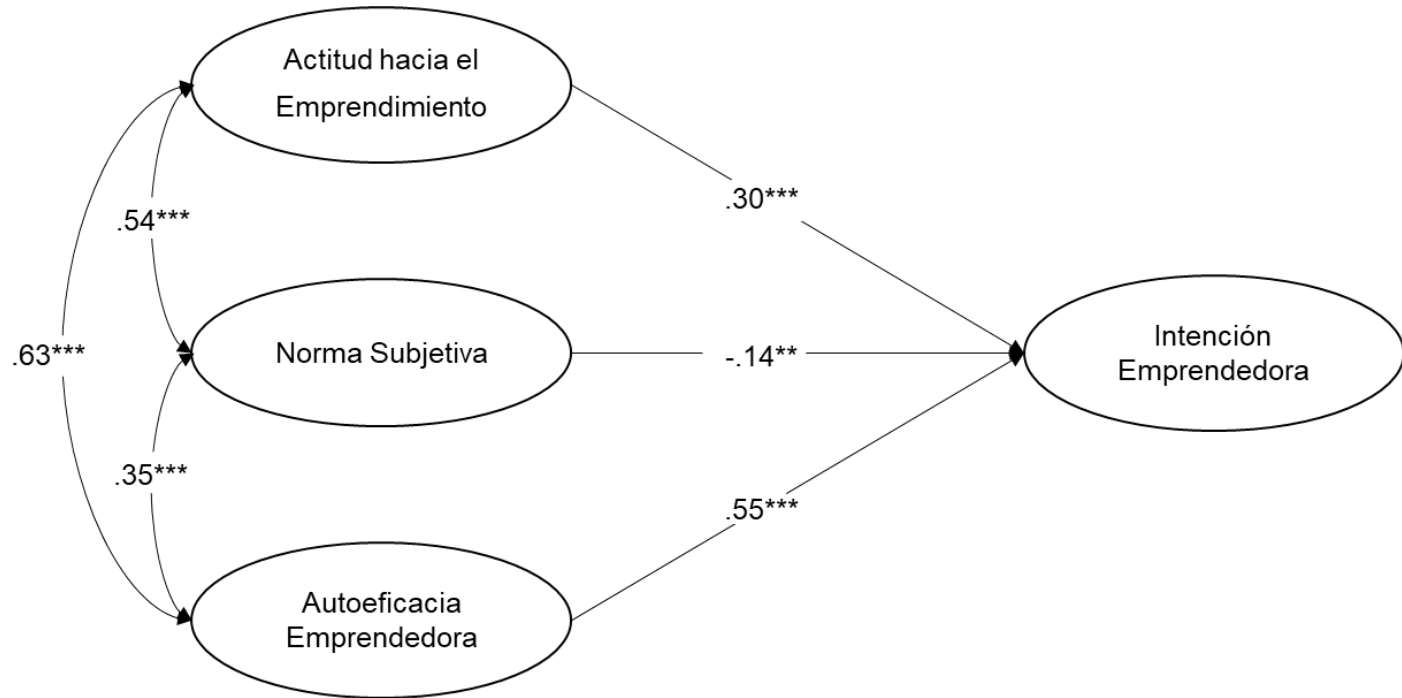 Actitud hacia el
Emprendimiento
.30***
.54***
Norma Subjetiva
-.14**
Intención
Emprendedora
.63***
.35***
.55***
Autoeficacia
Emprendedora